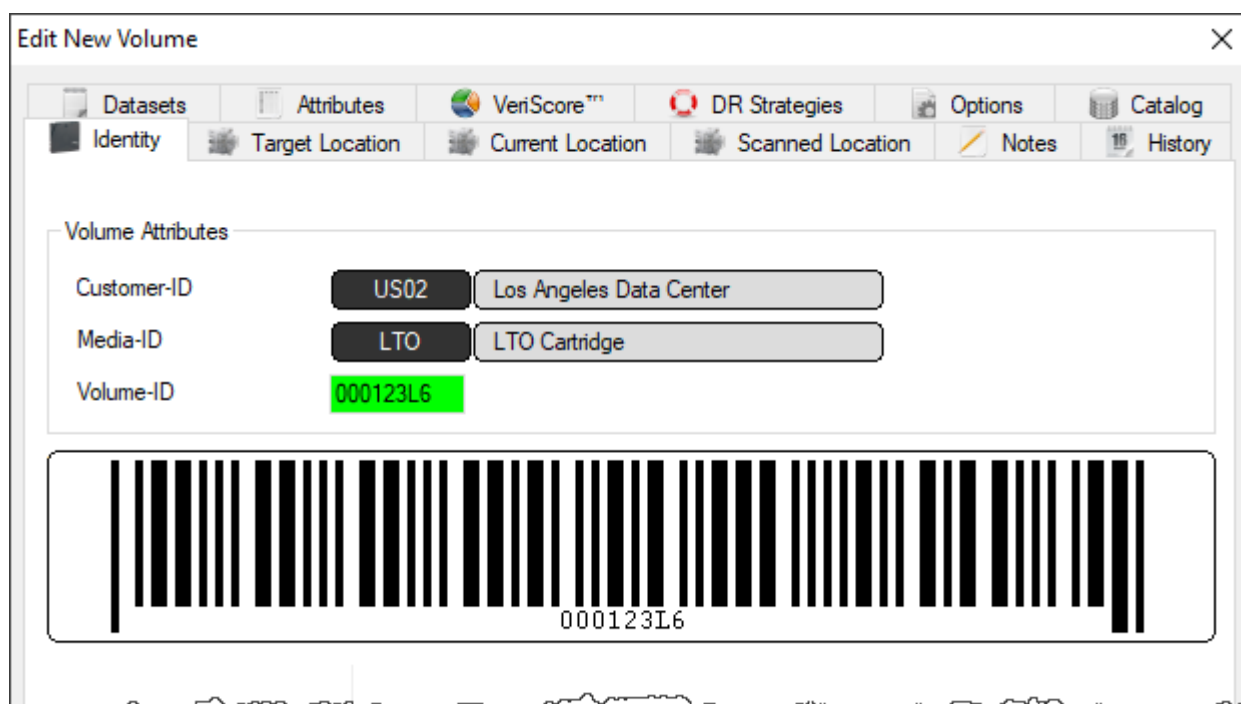 Edit New Volume
Datasets Attributes VeriScore™ DR Strategies Options Catalog
Identity Target Location Current Location Scanned Location Notes History
Volume Attributes
Customer-ID US02 Los Angeles Data Center
Media-ID LTO LTO Cartridge
Volume-ID 000123L6
000123L6